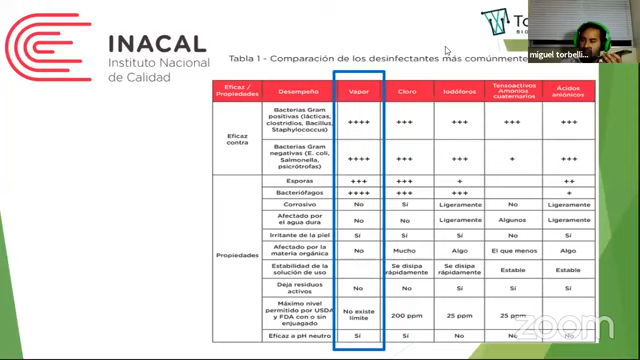 INACAL
Instituto Nacional
de Calidad
miguel torbelli...
Tabla 1 - Comparación de los desinfectantes más comúnmente
Eficaz / Propiedades | Desempeño | Vapor | Cloro | Iodóforos | Tensoactivos Amonios cuaternarios | Ácidos aniónicos
Eficaz contra | Bacterias Gram positivas (lácticas, clostridios, Bacillus, Staphylococcus) | ++++ | +++ | +++ | +++ | +++
Bacterias Gram negativas (E. coli, Salmonella, psicrótrofas) | ++++ | +++ | +++ | + | +++
Esporas | +++ | +++ | + | ++
Bacteriófagos | ++++ | +++ | +++ | +
Corrosivo | No | Sí | Ligeramente | No | Ligeramente
Afectado por el agua dura | No | No | Ligeramente | Algunos | Ligeramente
Irritante de la piel | Sí | Sí | Sí | No | Sí
Propiedades | Afectado por la materia orgánica | No | Mucho | Algo | El que menos | Algo
Estabilidad de la solución de uso | Se disipa rápidamente | Se disipa rápidamente | Estable | Estable
Deja residuos activos | No | No | Sí | Sí | Sí
Máximo nivel permitido por USDA y FDA con o sin enjuagado | No existe límite | 200 ppm | 25 ppm | 25 ppm
Eficaz a pH neutro | Sí | Sí | No | No | No
zoom